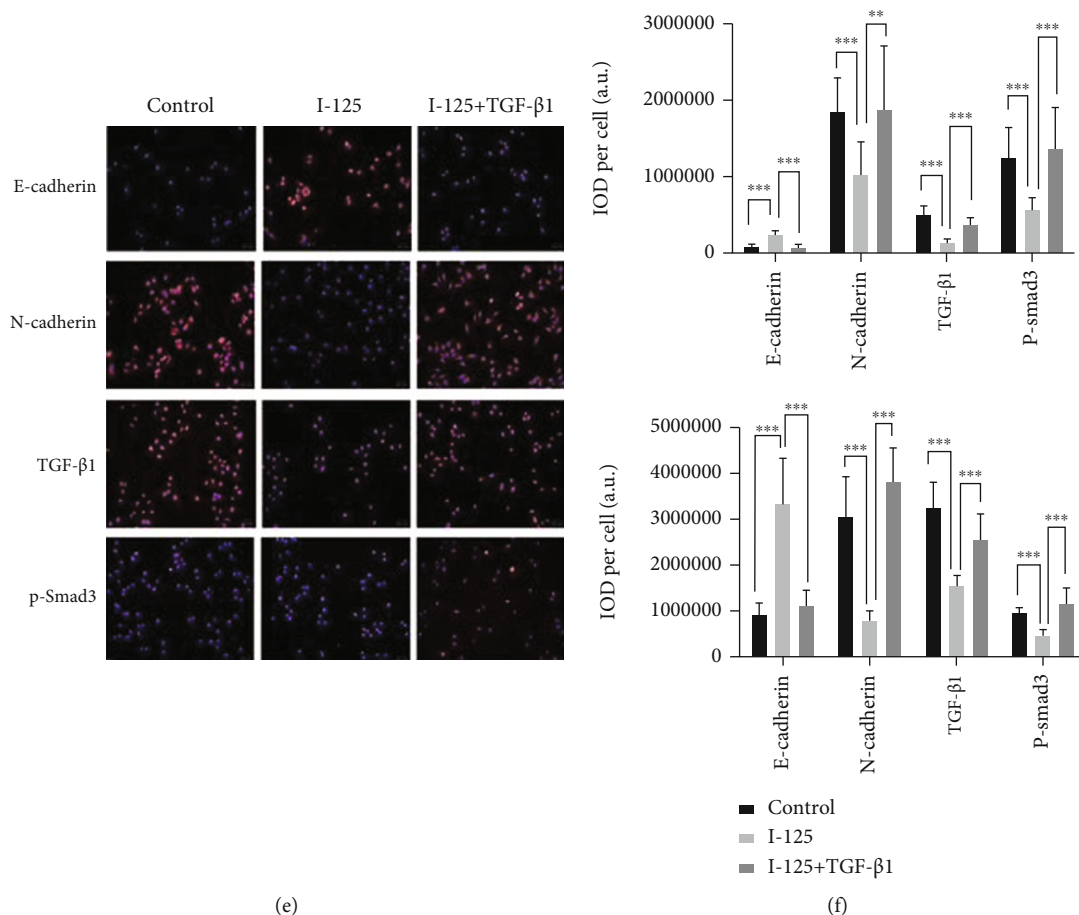 Control I-125 I-125+TGF-β1
E-cadherin
N-cadherin
TGF-β1
p-Smad3
(e)
IOD per cell (a.u.)
3000000
2000000
1000000
0
*** ***
*** **
*** ***
*** ***
E-cadherin
N-cadherin
TGF-β1
P-smad3
IOD per cell (a.u.)
5000000
4000000
3000000
2000000
1000000
0
*** ***
*** ***
*** ***
*** ***
E-cadherin
N-cadherin
TGF-β1
P-smad3
Control
I-125
I-125+TGF-β1
(f)